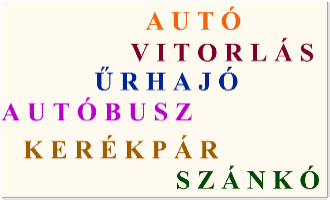 AUTÓ
VITORLÁS
ŰRHAJÓ
AUTÓBUSZ
KERÉKPÁR
SZÁNKÓ